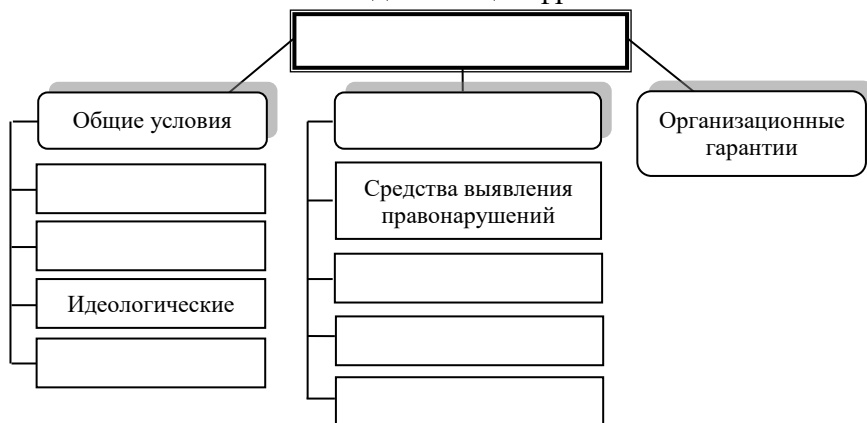 Общие условия
Организационные
гарантии
Средства выявления
правонарушений
Идеологические